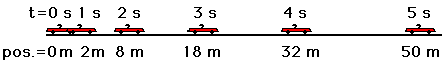 t=0 s 1 s 2 s 3 s 4 s 5 s
pos.=0m 2m 8 m 18 m 32 m 50 m